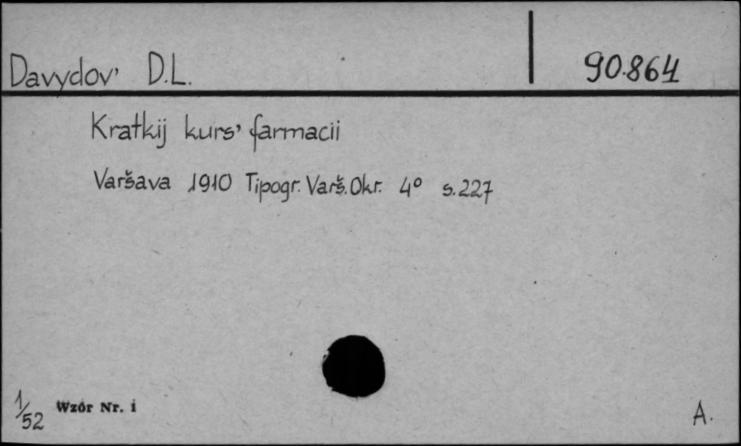 Davydov' D.L. 90.864
Kratkij kurs' farmacii
Varšava 1910 Tipogr. Varš. Okr. 4° s. 227
1/52 Wzór Nr. 1 A.